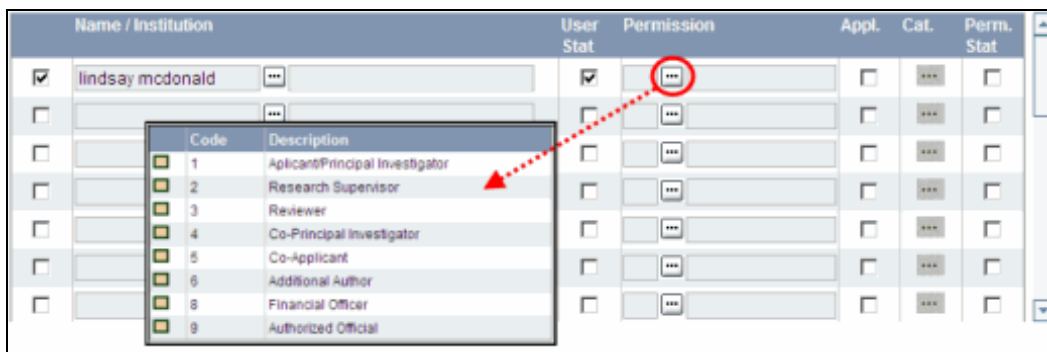 Name / Institution User Stat Permission Appl. Cat. Perm. Stat
lindsay mcdonald
Code Description
1 Aplicant/Principal Investigator
2 Research Supervisor
3 Reviewer
4 Co-Principal Investigator
5 Co-Applicant
6 Additional Author
8 Financial Officer
9 Authorized Official